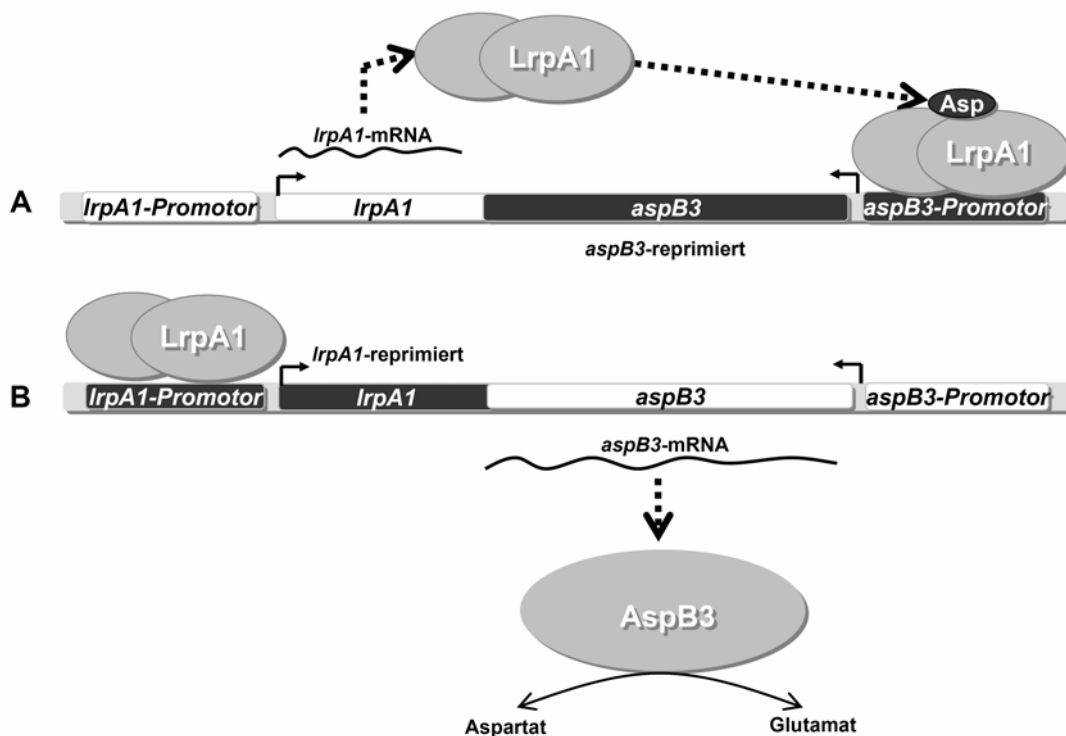 LrpA1
Asp
lrpA1-mRNA
LrpA1
A
lrpA1-Promotor
lrpA1
aspB3
aspB3-Promotor
aspB3-reprimiert
LrpA1
lrpA1-reprimiert
B
lrpA1-Promotor
lrpA1
aspB3
aspB3-Promotor
aspB3-mRNA
AspB3
Aspartat
Glutamat